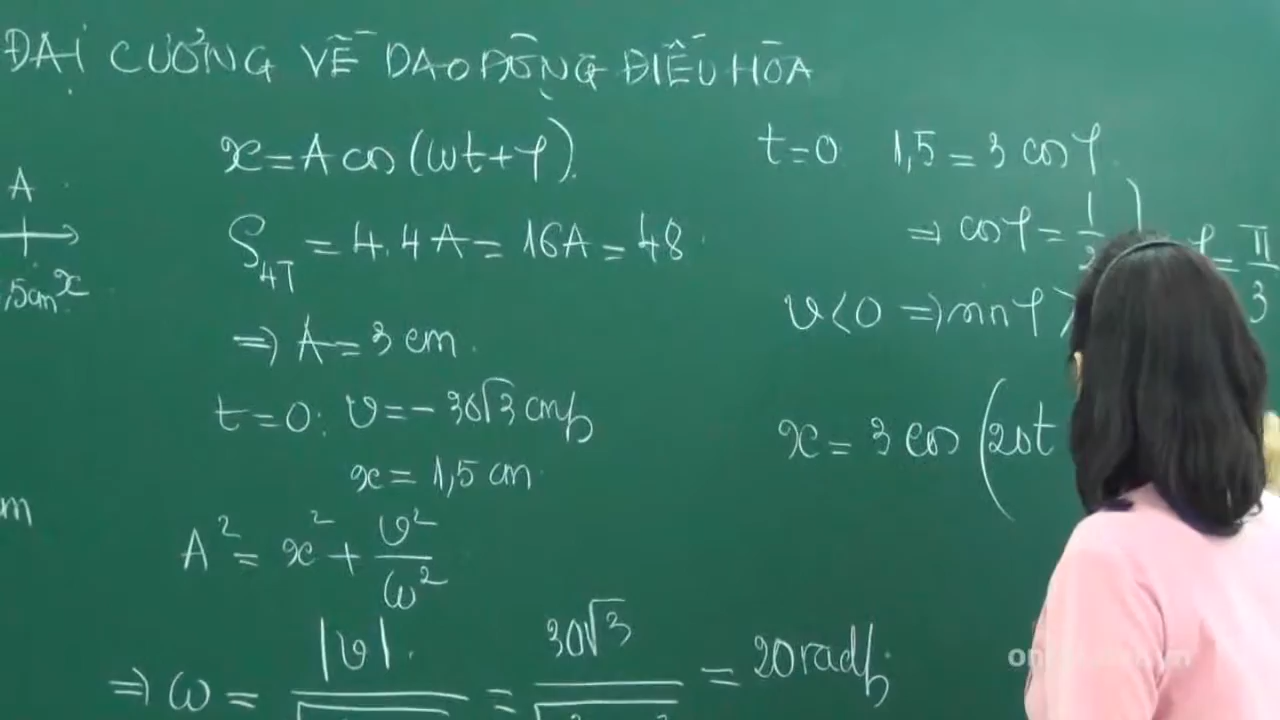 ĐẠI CƯƠNG VỀ DAO ĐỘNG ĐIỀU HÒA
x = A cos (ωt + φ).
S4T = 4.4A = 16A = 48
⇒ A = 3 cm.
t = 0: v = - 30√3 cm/s
x = 1,5 cm
A² = x² + v²/ω²
⇒ ω = |v| = 30√3 = 20 rad/s
t = 0 1,5 = 3 cos φ.
⇒ cos φ = 1
φ = π/3
v < 0 ⇒ sin φ >
x = 3 cos (20t
A
,5cm x
m